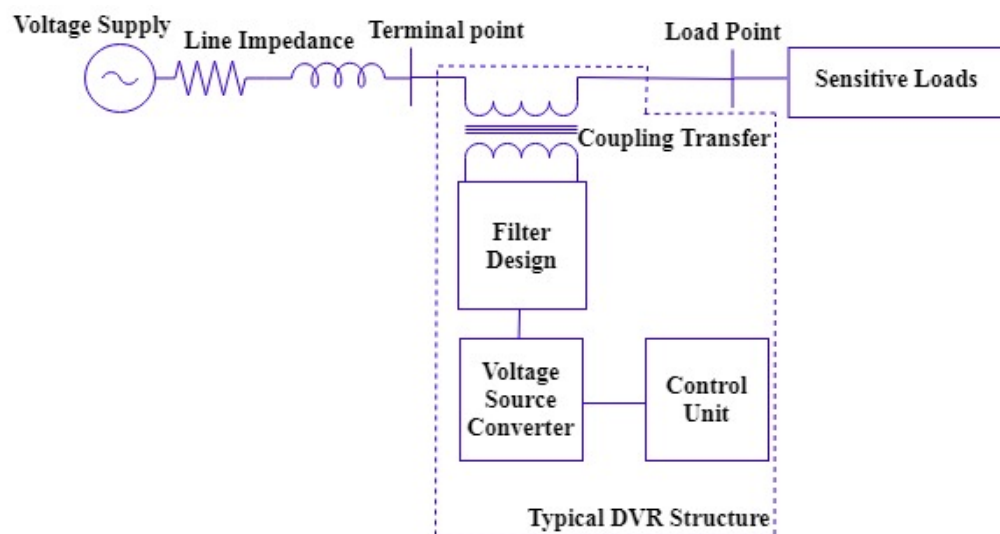 Voltage Supply
Line Impedance
Terminal point
Load Point
Sensitive Loads
Coupling Transfer
Filter
Design
Voltage
Source
Converter
Control
Unit
Typical DVR Structure